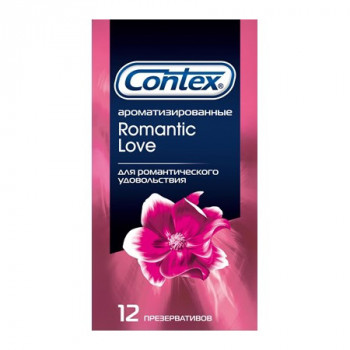 Contex®
ароматизированные
Romantic
Love
для романтического
удовольствия
12 презервативов